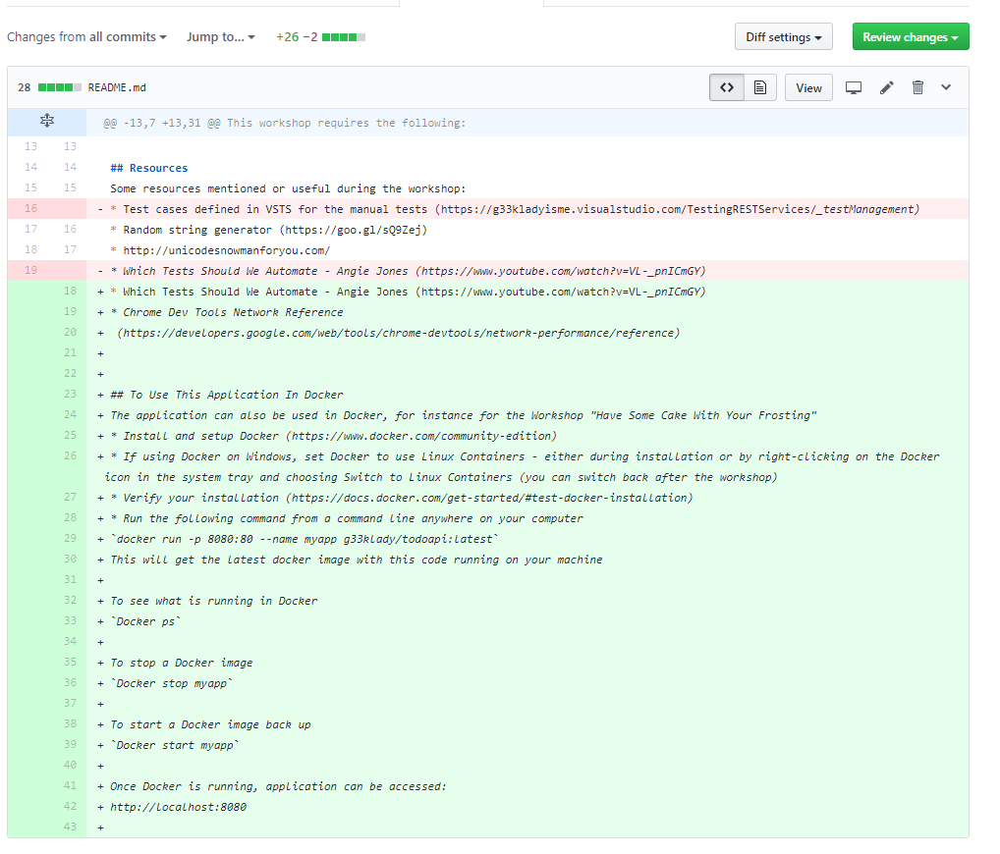 Changes from all commits Jump to... +26 −2 Diff settings Review changes
28 README.md View
@@ -13,7 +13,31 @@ This workshop requires the following:
13 13
14 14 ## Resources
15 15 Some resources mentioned or useful during the workshop:
16 - * Test cases defined in VSTS for the manual tests (https://g33kladyisme.visualstudio.com/TestingRESTServices/_testManagement)
17 16 * Random string generator (https://goo.gl/sQ9Zej)
18 17 * http://unicodesnowmanforyou.com/
19 - * Which Tests Should We Automate - Angie Jones (https://www.youtube.com/watch?v=VL-_pnICmGY)
18 + * Which Tests Should We Automate - Angie Jones (https://www.youtube.com/watch?v=VL-_pnICmGY)
19 + * Chrome Dev Tools Network Reference
20 + (https://developers.google.com/web/tools/chrome-devtools/network-performance/reference)
21 +
22 +
23 + ## To Use This Application In Docker
24 + The application can also be used in Docker, for instance for the Workshop "Have Some Cake With Your Frosting"
25 + * Install and setup Docker (https://www.docker.com/community-edition)
26 + * If using Docker on Windows, set Docker to use Linux Containers - either during installation or by right-clicking on the Docker
icon in the system tray and choosing Switch to Linux Containers (you can switch back after the workshop)
27 + * Verify your installation (https://docs.docker.com/get-started/#test-docker-installation)
28 + * Run the following command from a command line anywhere on your computer
29 + `docker run -p 8080:80 --name myapp g33klady/todoapi:latest`
30 + This will get the latest docker image with this code running on your machine
31 +
32 + To see what is running in Docker
33 + `Docker ps`
34 +
35 + To stop a Docker image
36 + `Docker stop myapp`
37 +
38 + To start a Docker image back up
39 + `Docker start myapp`
40 +
41 + Once Docker is running, application can be accessed:
42 + http://localhost:8080
43 +